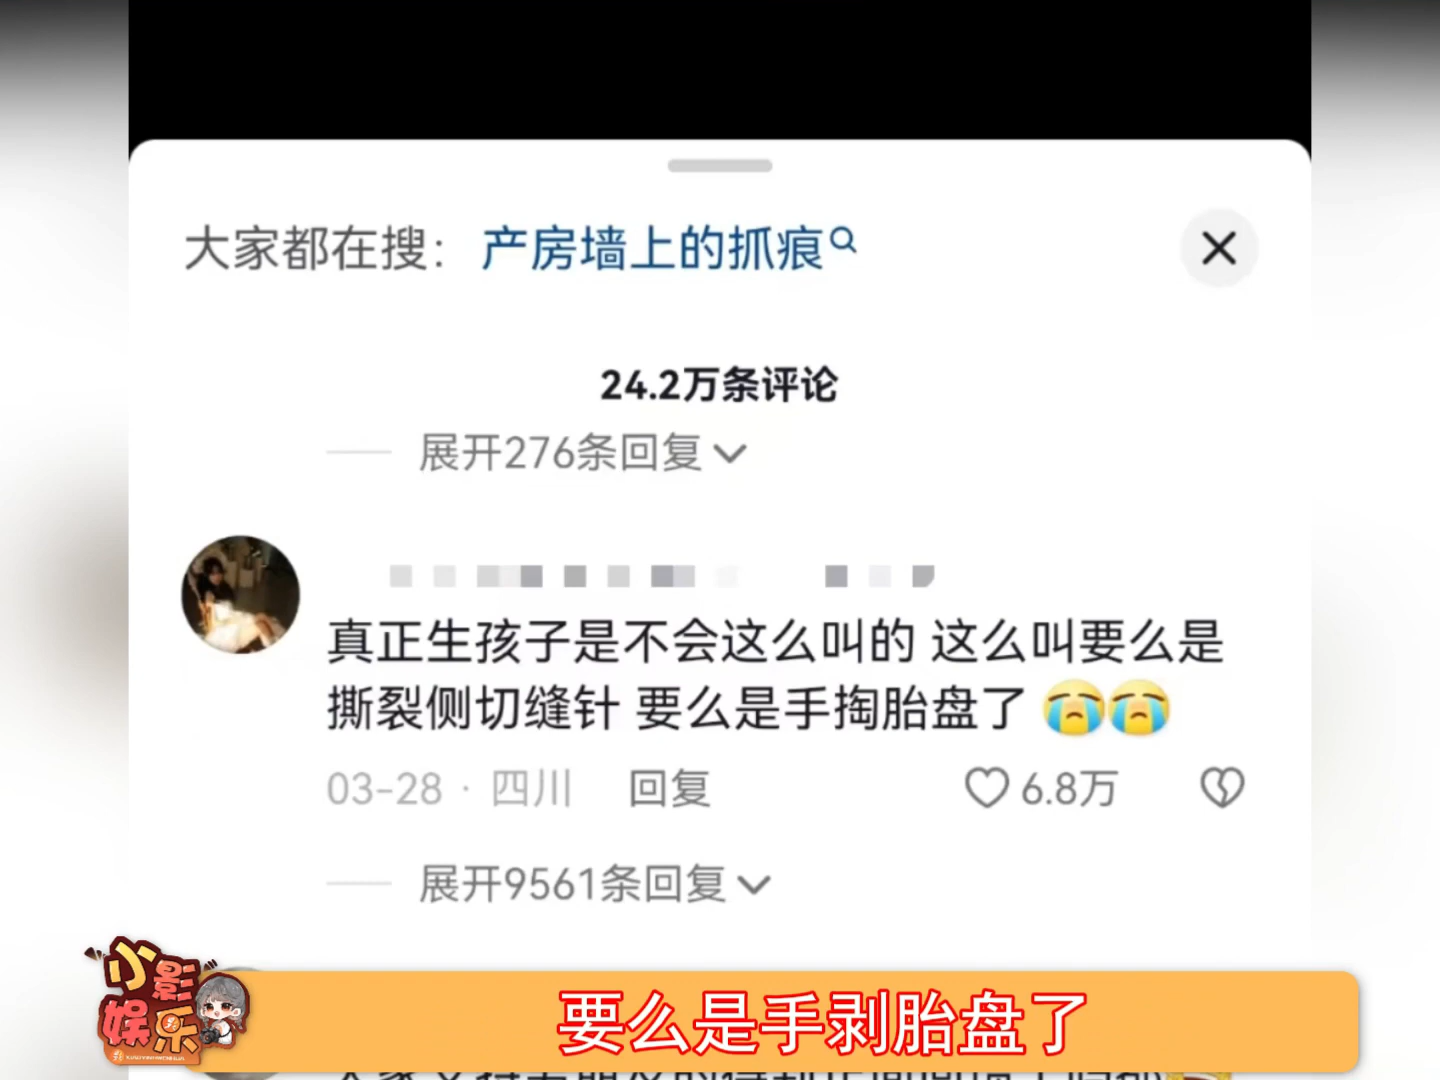 大家都在搜：产房墙上的抓痕
24.2万条评论
展开276条回复
真正生孩子是不会这么叫的 这么叫要么是
撕裂侧切缝针 要么是手掏胎盘了 😭😭
03-28 · 四川 回复 6.8万
展开9561条回复
小影
娱乐
要么是手剥胎盘了